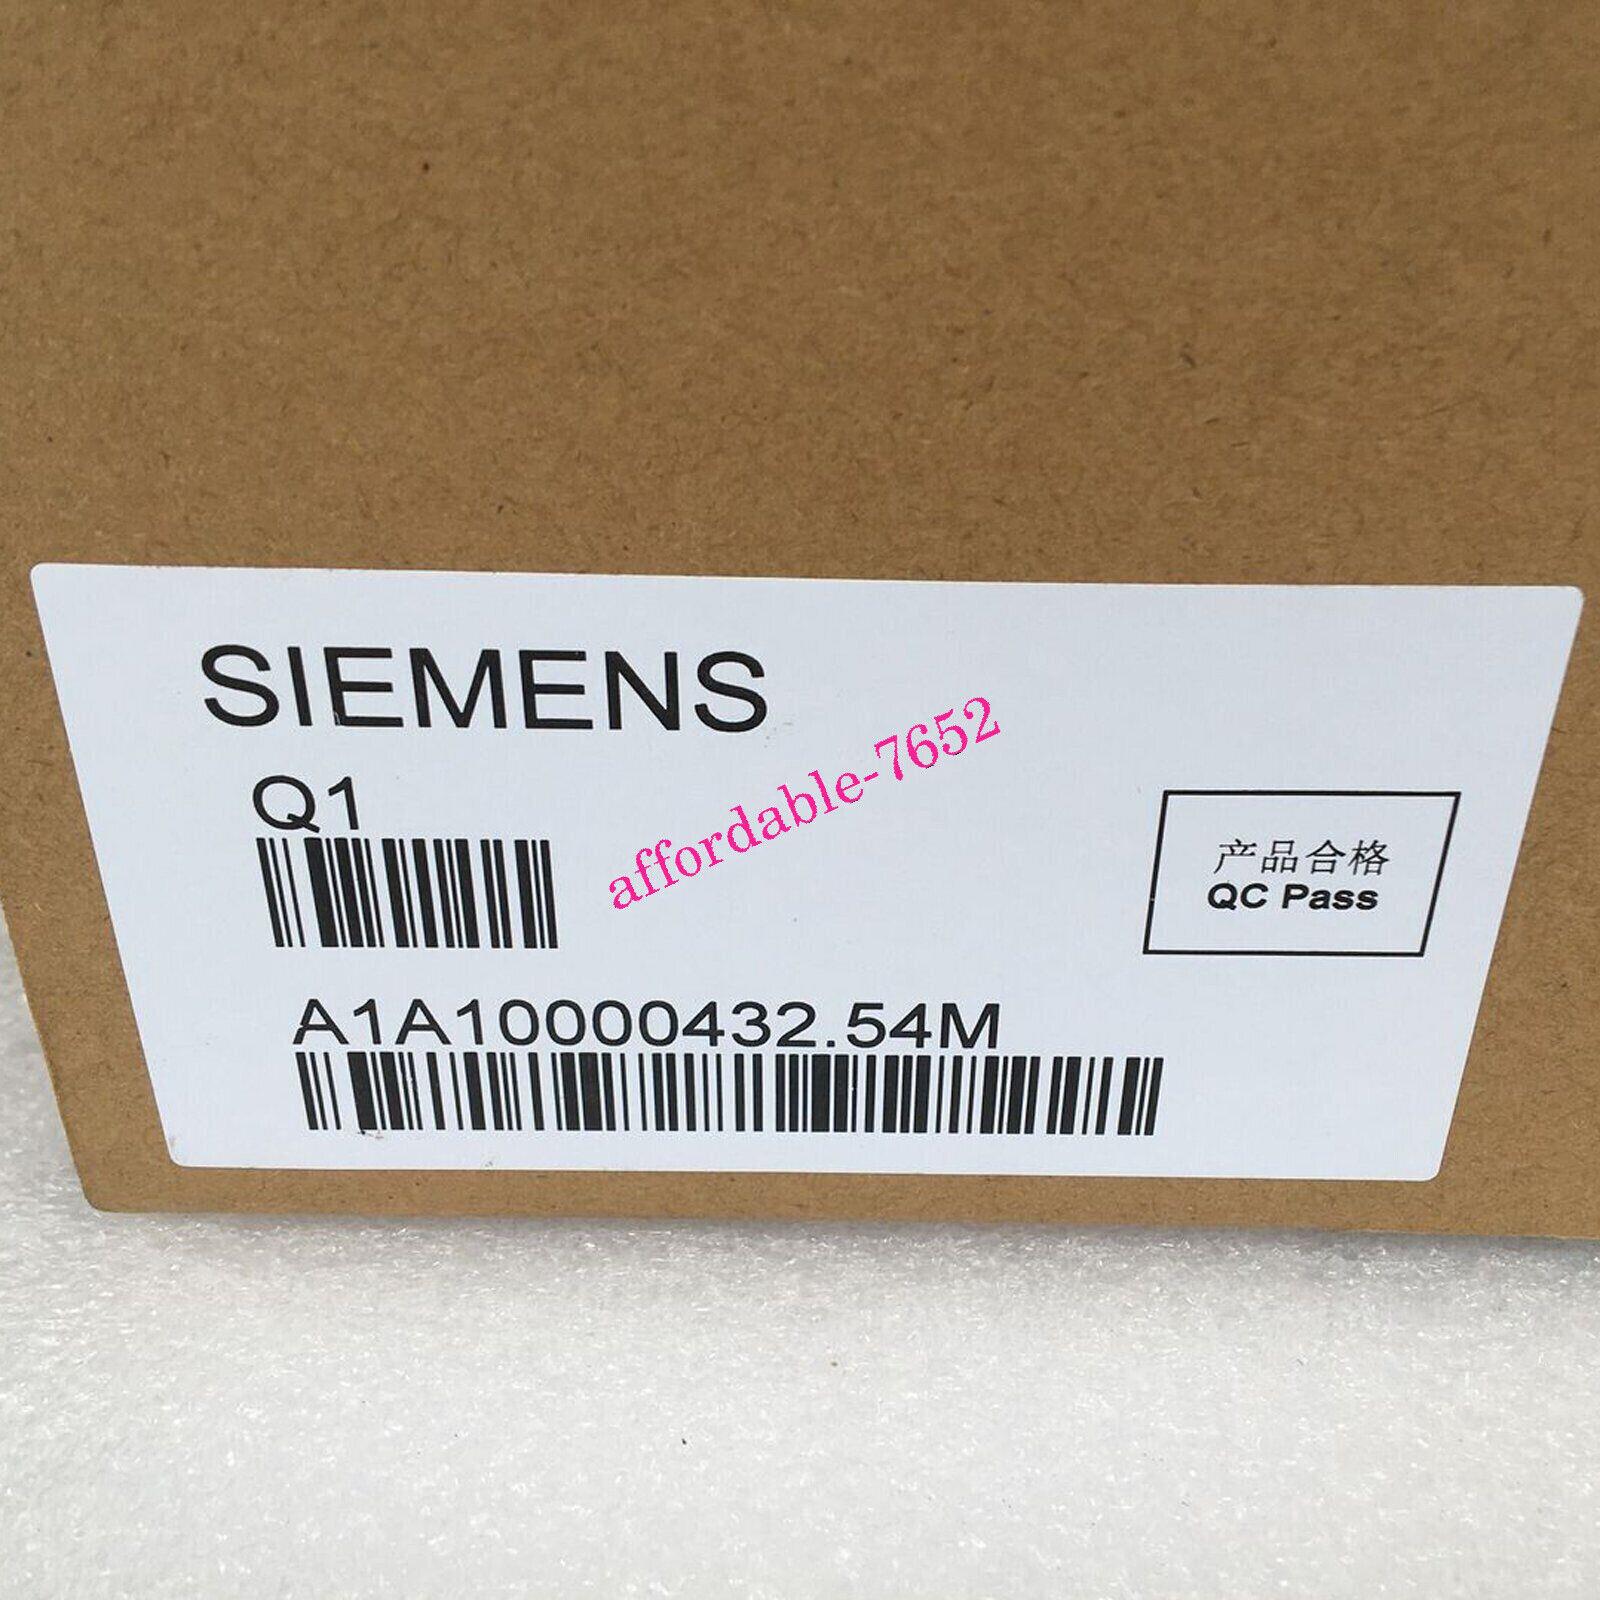 SIEMENS
affordable-7652
Q1
产品合格
QC Pass
A1A10000432.54M